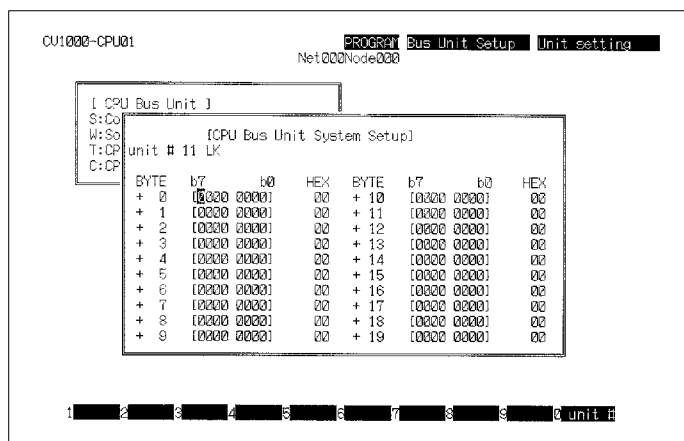 CV1000-CPU01 PROGRAM Bus Unit Setup Unit setting
Net000Node000
[ CPU Bus Unit ]
S:Co
W:So [CPU Bus Unit System Setup]
T:CP unit # 11 LK
C:CP
BYTE b7 b0 HEX BYTE b7 b0 HEX
+ 0 [0000 0000] 00 + 10 [0000 0000] 00
+ 1 [0000 0000] 00 + 11 [0000 0000] 00
+ 2 [0000 0000] 00 + 12 [0000 0000] 00
+ 3 [0000 0000] 00 + 13 [0000 0000] 00
+ 4 [0000 0000] 00 + 14 [0000 0000] 00
+ 5 [0000 0000] 00 + 15 [0000 0000] 00
+ 6 [0000 0000] 00 + 16 [0000 0000] 00
+ 7 [0000 0000] 00 + 17 [0000 0000] 00
+ 8 [0000 0000] 00 + 18 [0000 0000] 00
+ 9 [0000 0000] 00 + 19 [0000 0000] 00
1 2 3 4 5 6 7 8 9 0 unit #